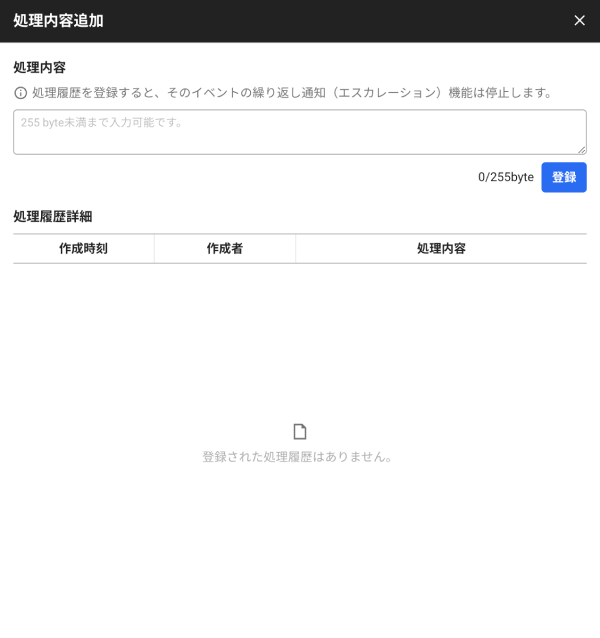 処理内容追加
処理内容
処理履歴を登録すると、そのイベントの繰り返し通知（エスカレーション）機能は停止します。
255 byte未満まで入力可能です。
0/255byte 登録
処理履歴詳細
作成時刻 作成者 処理内容
登録された処理履歴はありません。